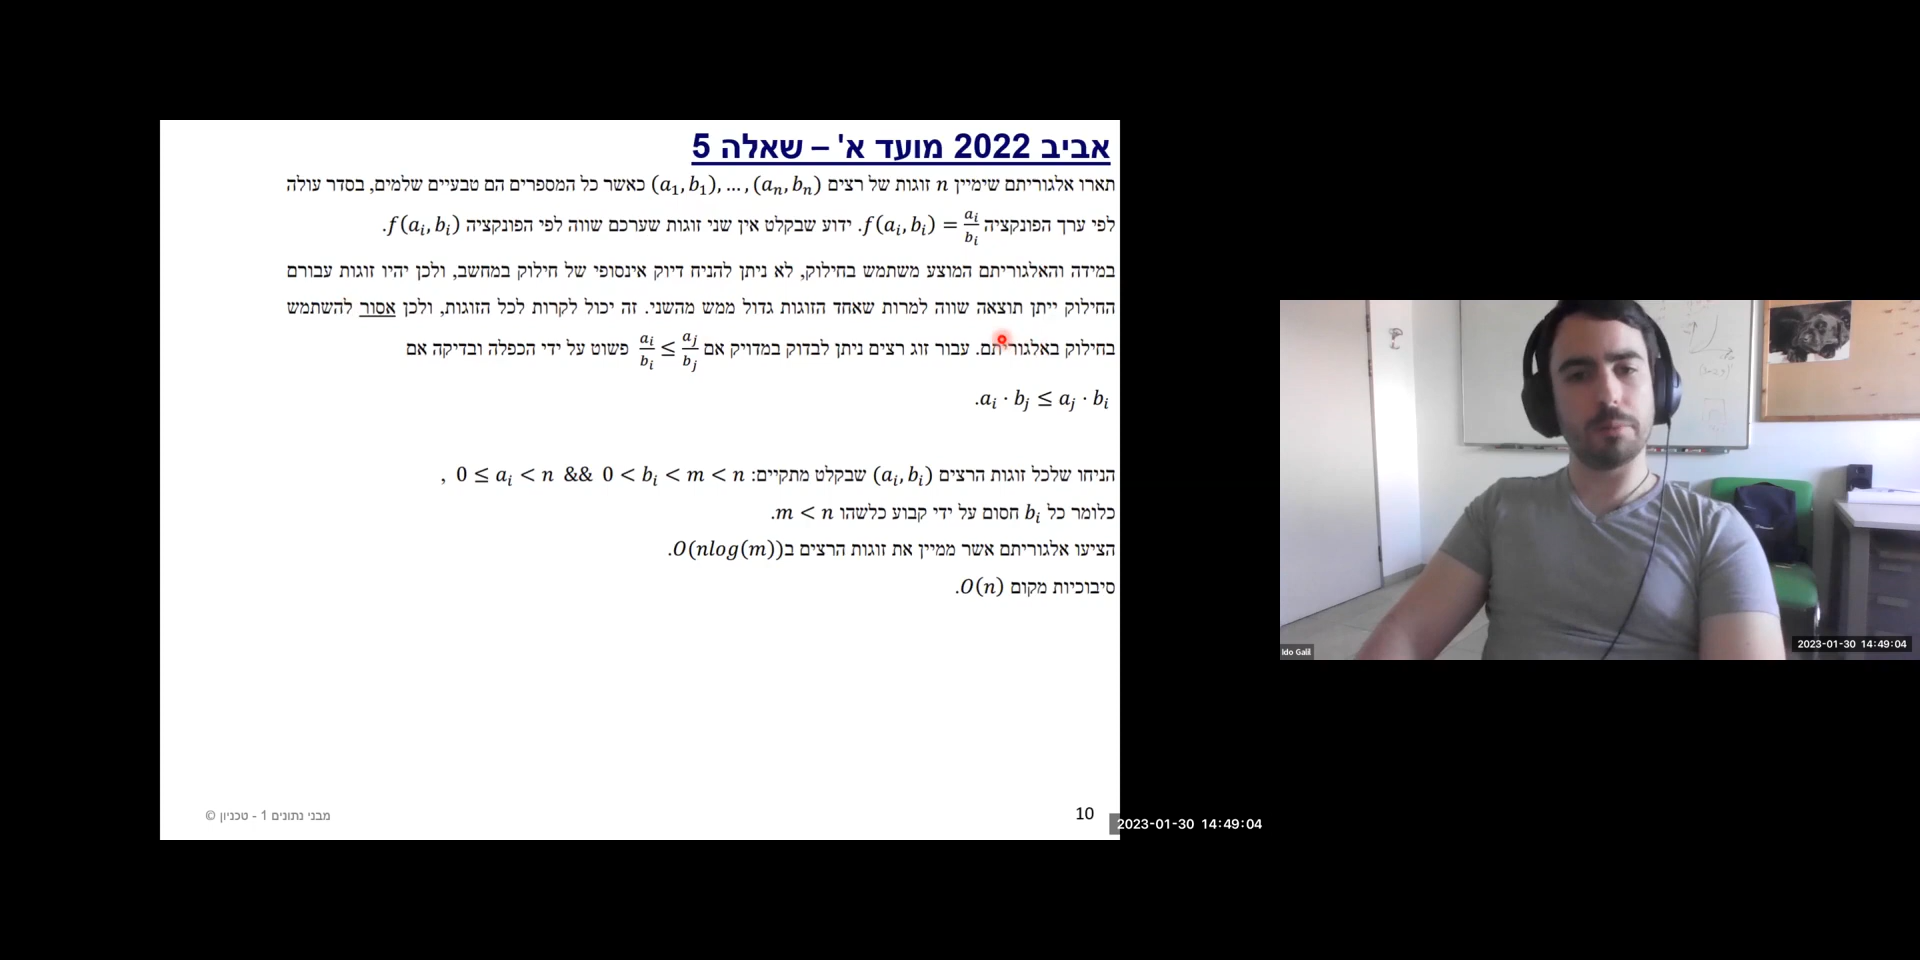 אביב 2022 מועד א' – שאלה 5
תארו אלגוריתם שימיין n זוגות של רצים (a₁, b₁), … , (aₙ, bₙ) כאשר כל המספרים הם טבעיים שלמים, בסדר עולה
לפי ערך הפונקציה f(aᵢ, bᵢ) = aᵢ/bᵢ. ידוע שבקלט אין שני זוגות שערכם שווה לפי הפונקציה f(aᵢ, bᵢ).
במידה והאלגוריתם המוצע משתמש בחילוק, לא ניתן להניח דיוק אינסופי של חילוק במחשב, ולכן יהיו זוגות עבורם
החילוק ייתן תוצאה שווה למרות שאחד הזוגות גדול ממש מהשני. זה יכול לקרות לכל הזוגות, ולכן אסור להשתמש
בחילוק באלגוריתם. עבור זוג רצים ניתן לבדוק במדויק אם aᵢ/bᵢ ≤ aⱼ/bⱼ פשוט על ידי הכפלה ובדיקה אם
aᵢ · bⱼ ≤ aⱼ · bᵢ.
הניחו שלכל זוגות הרצים (aᵢ, bᵢ) שבקלט מתקיים: 0 ≤ aᵢ < n && 0 < bᵢ < m < n ,
כלומר כל bᵢ חסום על ידי קבוע כלשהו m < n.
הציעו אלגוריתם אשר ממיין את זוגות הרצים ב(O(nlog(m)).
סיבוכיות מקום O(n).
מבני נתונים 1 - טכניון ©
10
2023-01-30 14:49:04
Ido Galil
2023-01-30 14:49:04